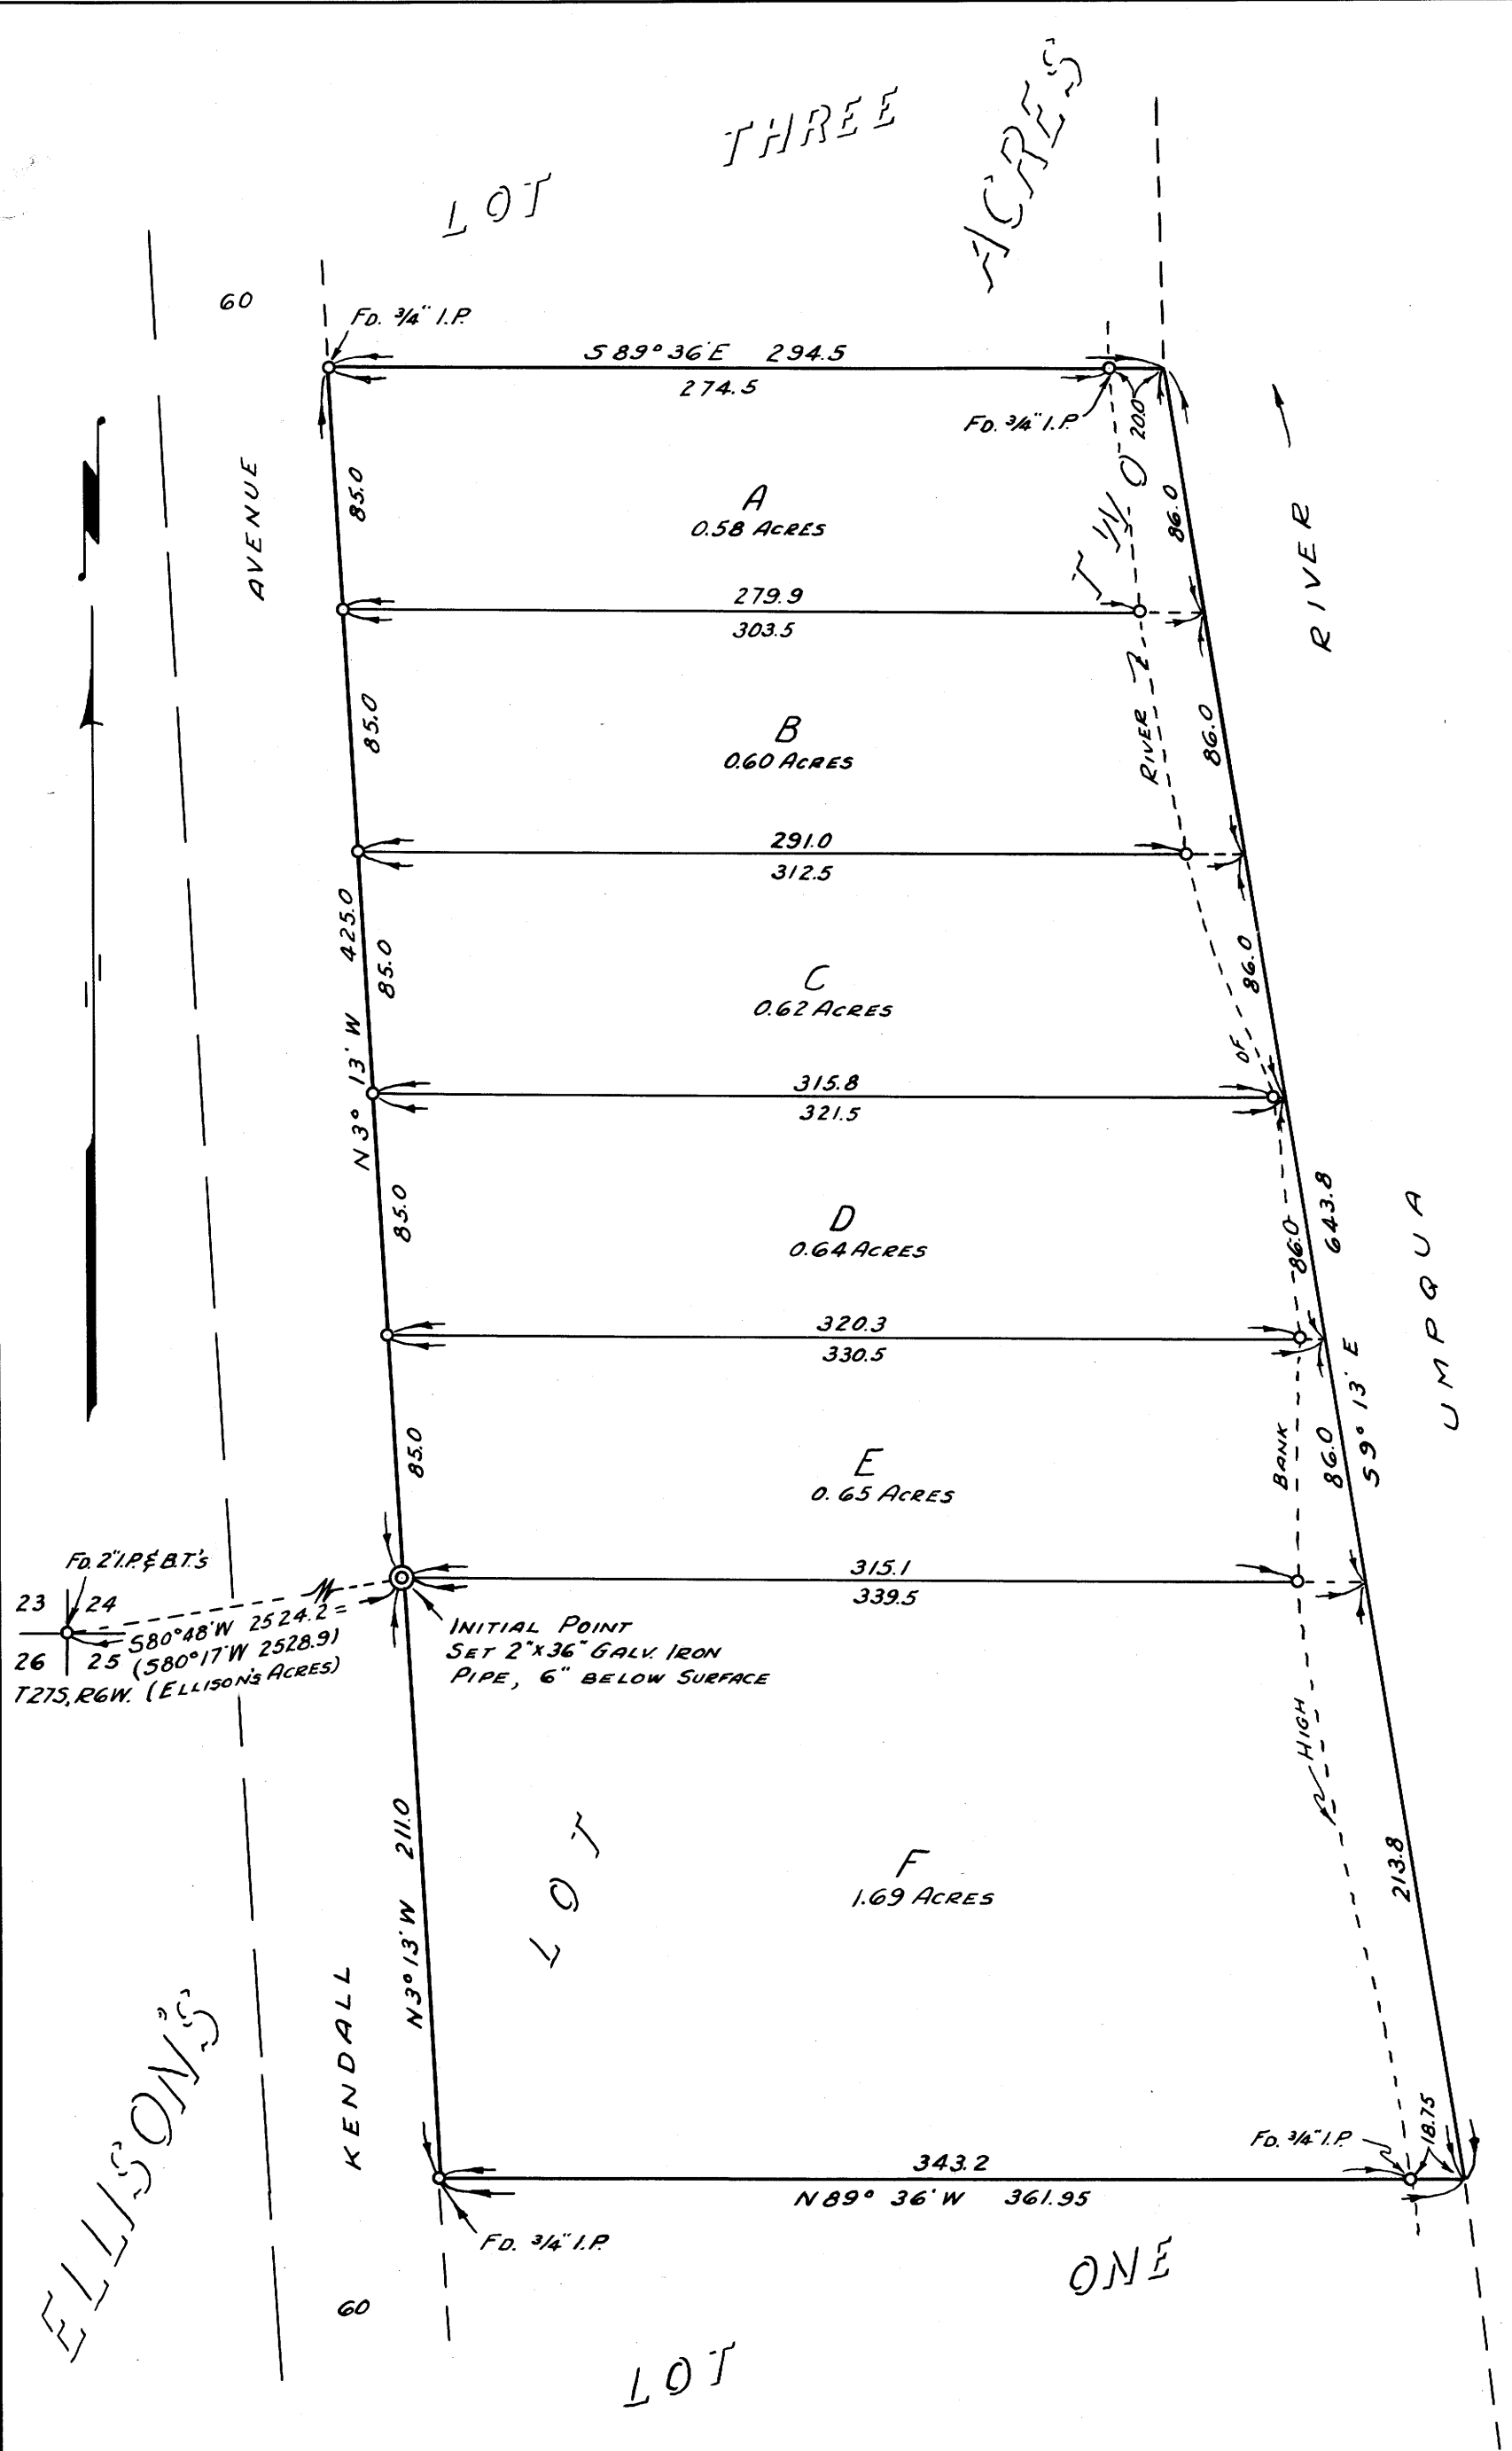 LOT THREE
ACRES
60
FD. 3/4" I.P.
S 89° 36' E 294.5
274.5
FD. 3/4" I.P.
20.0
AVENUE
85.0
A
0.58 ACRES
LOT TWO
86.0
RIVER
279.9
303.5
85.0
B
0.60 ACRES
RIVER
86.0
291.0
312.5
N 3° 13' W 425.0
85.0
C
0.62 ACRES
OF
86.0
315.8
321.5
85.0
D
0.64 ACRES
86.0
643.8
UMPQUA
320.3
330.5
85.0
E
0.65 ACRES
BANK
86.0
S 9° 13' E
FD. 2" I.P. & B.T.'s
23 24
26 25
S80°48'W 2524.2 =
(S80°17'W 2528.9)
T27S, R6W. (ELLISON'S ACRES)
315.1
339.5
INITIAL POINT
SET 2"x36" GALV. IRON
PIPE, 6" BELOW SURFACE
HIGH
N3°13'W 211.0
F
1.69 ACRES
213.8
KENDALL
ELLISON'S
FD. 3/4" I.P.
18.75
343.2
N 89° 36' W 361.95
FD. 3/4" I.P.
60
LOT ONE